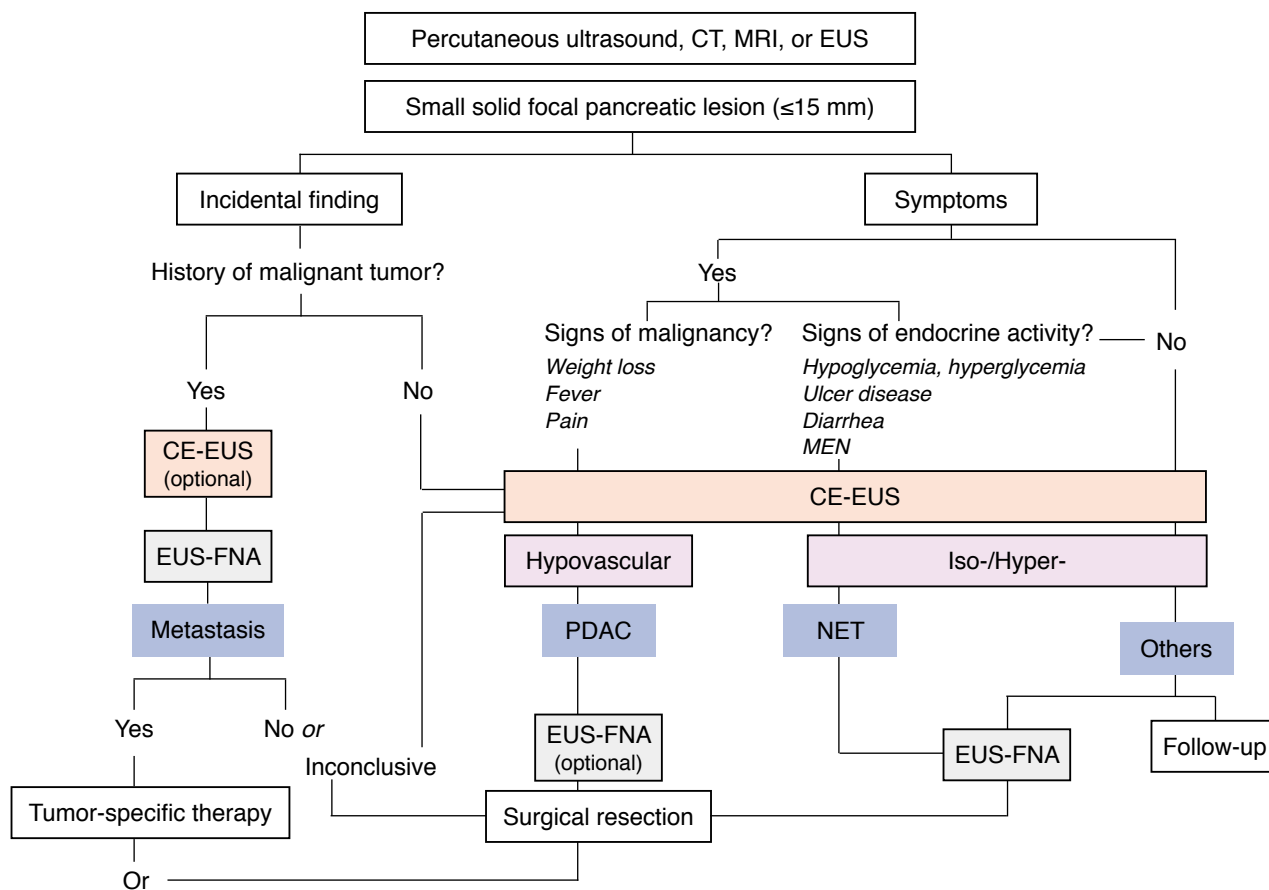 Percutaneous ultrasound, CT, MRI, or EUS
Small solid focal pancreatic lesion (≤15 mm)
Incidental finding
Symptoms
History of malignant tumor?
Yes
No
Yes
No
Signs of malignancy?
Weight loss
Fever
Pain
Signs of endocrine activity?
Hypoglycemia, hyperglycemia
Ulcer disease
Diarrhea
MEN
CE-EUS
(optional)
CE-EUS
EUS-FNA
Hypovascular
Iso-/Hyper-
Metastasis
PDAC
NET
Others
Yes
No or
Inconclusive
EUS-FNA
(optional)
EUS-FNA
Follow-up
Tumor-specific therapy
Surgical resection
Or